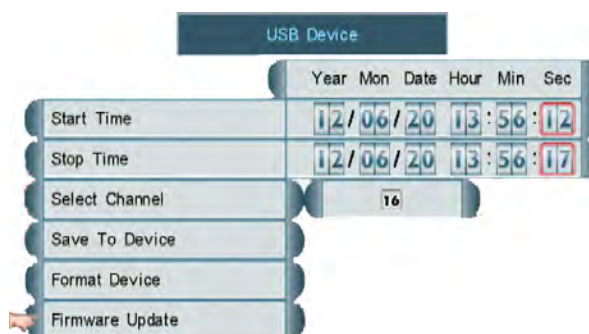 USB Device
Year Mon Date Hour Min Sec
Start Time 12/06/20 13:56:12
Stop Time 12/06/20 13:56:17
Select Channel 16
Save To Device
Format Device
Firmware Update